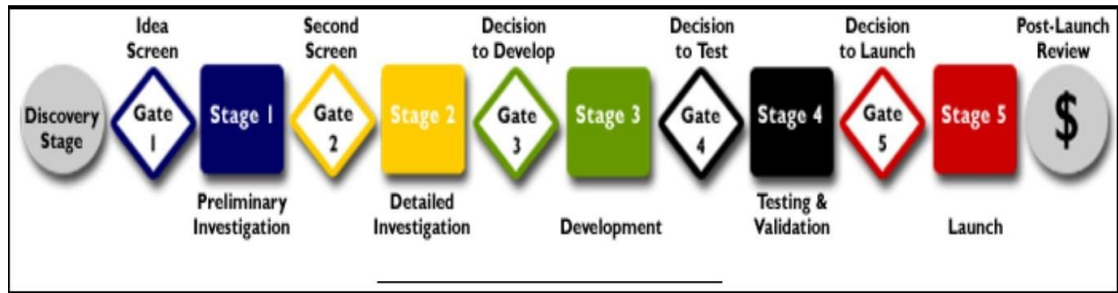 Idea
Screen
Second
Screen
Decision
to Develop
Decision
to Test
Decision
to Launch
Post-Launch
Review
Discovery
Stage
Gate
1
Stage 1
Gate
2
Stage 2
Gate
3
Stage 3
Gate
4
Stage 4
Gate
5
Stage 5
$
Preliminary
Investigation
Detailed
Investigation
Development
Testing &
Validation
Launch